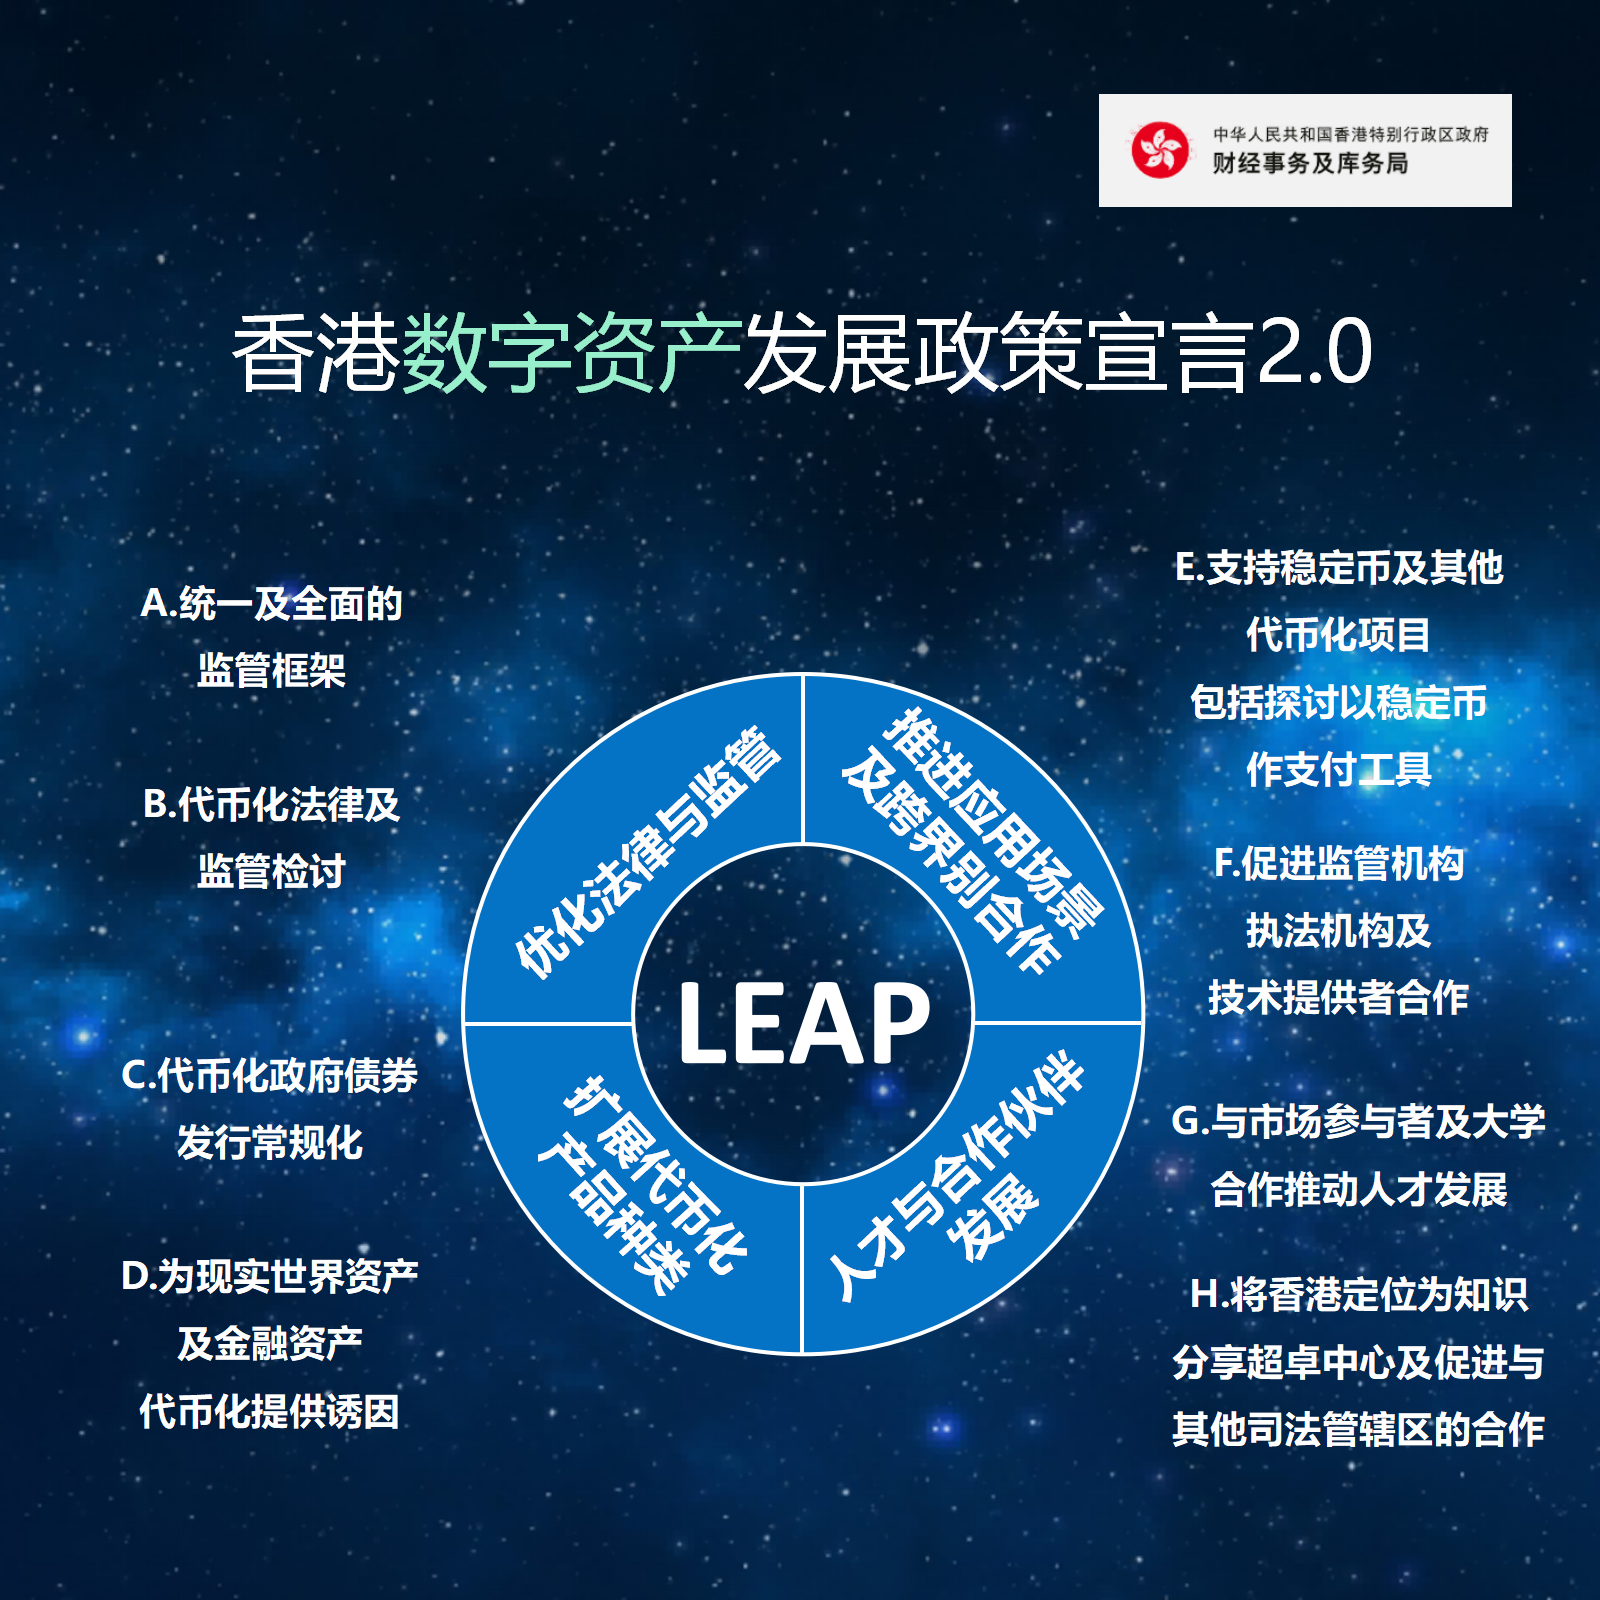 中华人民共和国香港特别行政区政府
财经事务及库务局
香港数字资产发展政策宣言2.0
A.统一及全面的
监管框架
B.代币化法律及
监管检讨
C.代币化政府债券
发行常规化
D.为现实世界资产
及金融资产
代币化提供诱因
优化法律与监管
推进应用场景
及跨界别合作
LEAP
扩展代币化
产品种类
人才与合作伙伴
发展
E.支持稳定币及其他
代币化项目
包括探讨以稳定币
作支付工具
F.促进监管机构
执法机构及
技术提供者合作
G.与市场参与者及大学
合作推动人才发展
H.将香港定位为知识
分享超卓中心及促进与
其他司法管辖区的合作